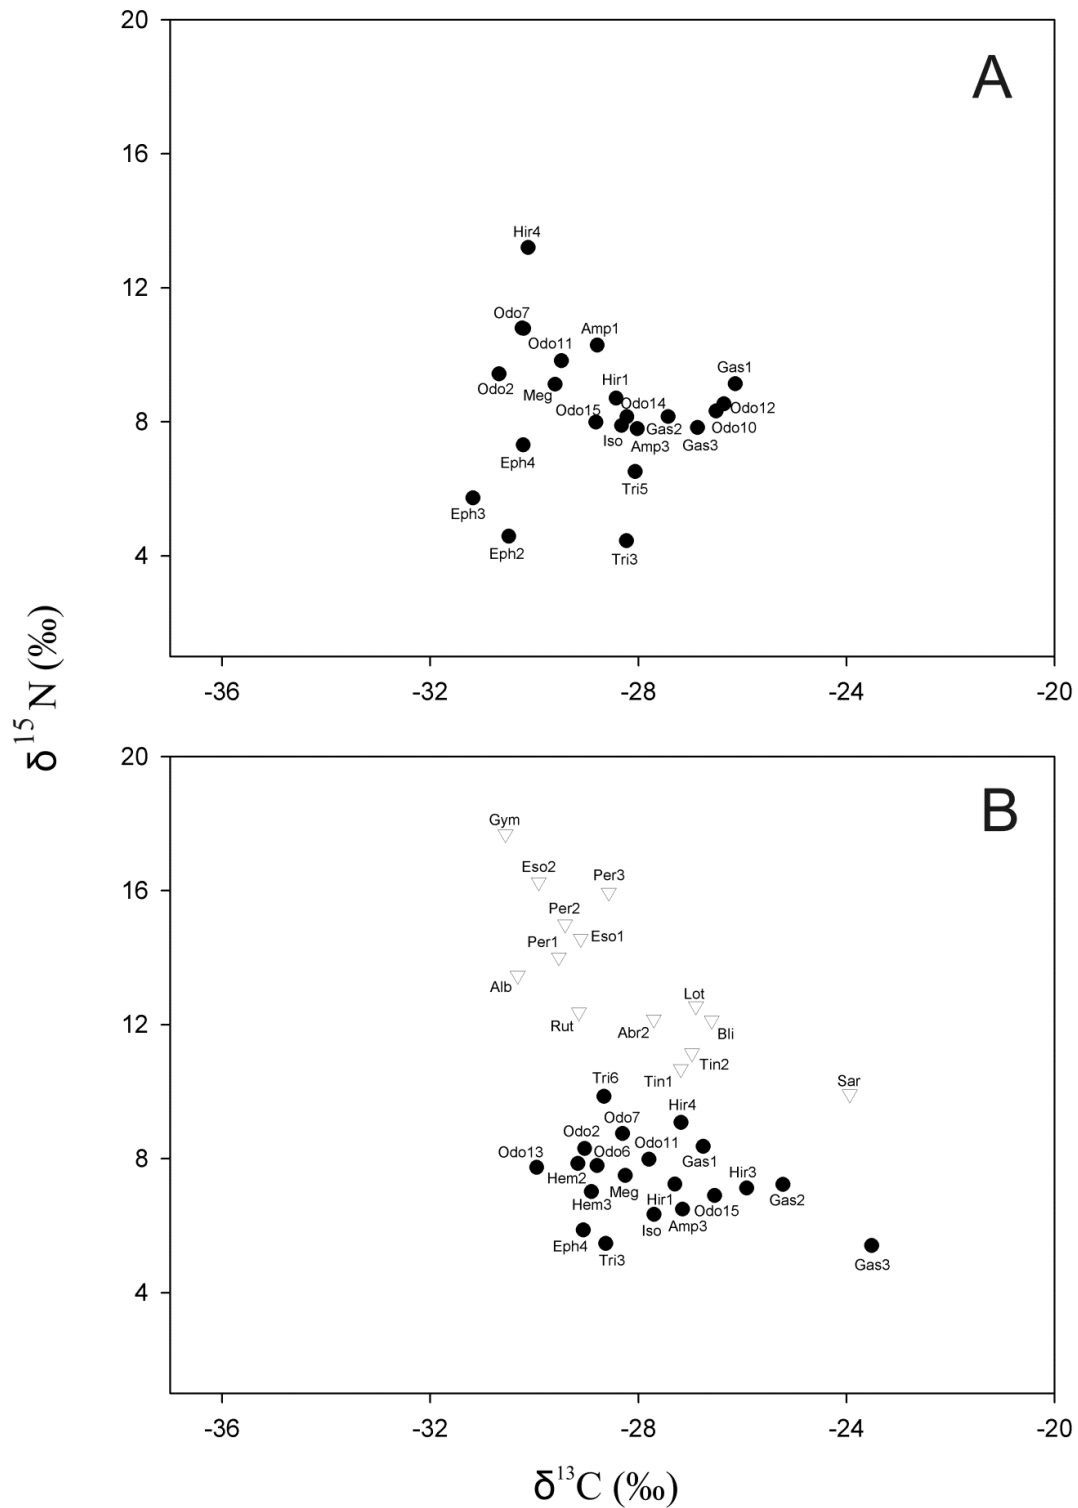 20
A
16
Hir4
12
Odo7
Amp1
Odo11
Gas1
Hir1
Odo2
Meg
Odo14
Odo12
Odo15
8
Gas2
Odo10
Iso
Amp3
Gas3
Eph4
Tri5
Eph3
Eph2
4
Tri3
-36
-32
-28
-24
-20
δ15 N (‰)
20
B
Gym
Eso2
Per3
16
Per2
Eso1
Per1
Alb
Lot
Rut
12
Abr2
Bli
Tin2
Tri6
Tin1
Sar
Hir4
Odo7
Odo2
Odo11
Odo13
Odo6
8
Gas1
Hem2
Hir3
Meg
Hir1
Gas2
Hem3
Odo15
Iso
Amp3
Eph4
Tri3
Gas3
4
-36
-32
-28
-24
-20
δ13C (‰)